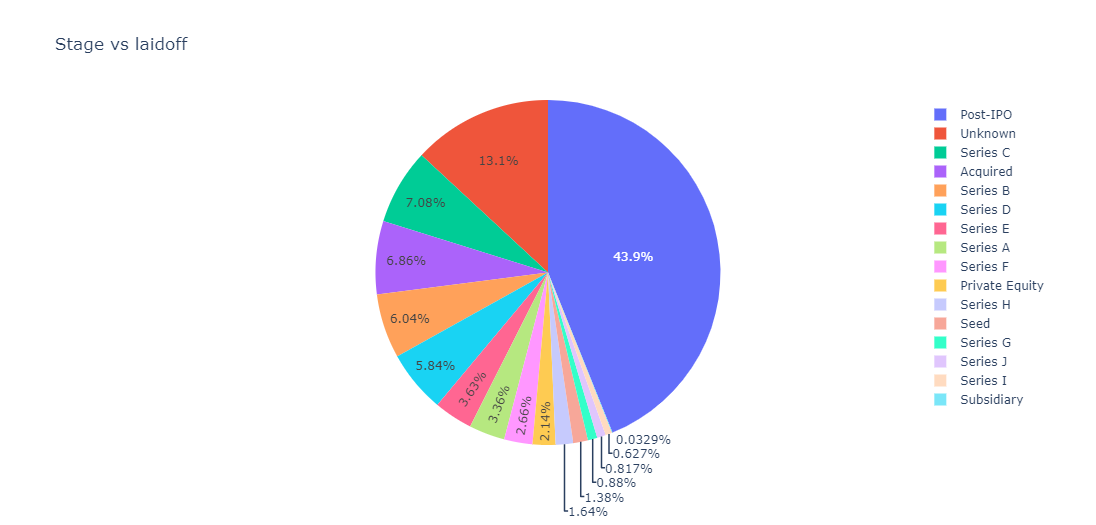 Stage vs laidoff
43.9%
13.1%
7.08%
6.86%
6.04%
5.84%
3.63%
3.36%
2.66%
2.14%
1.64%
1.38%
0.88%
0.817%
0.627%
0.0329%
Post-IPO
Unknown
Series C
Acquired
Series B
Series D
Series E
Series A
Series F
Private Equity
Series H
Seed
Series G
Series J
Series I
Subsidiary